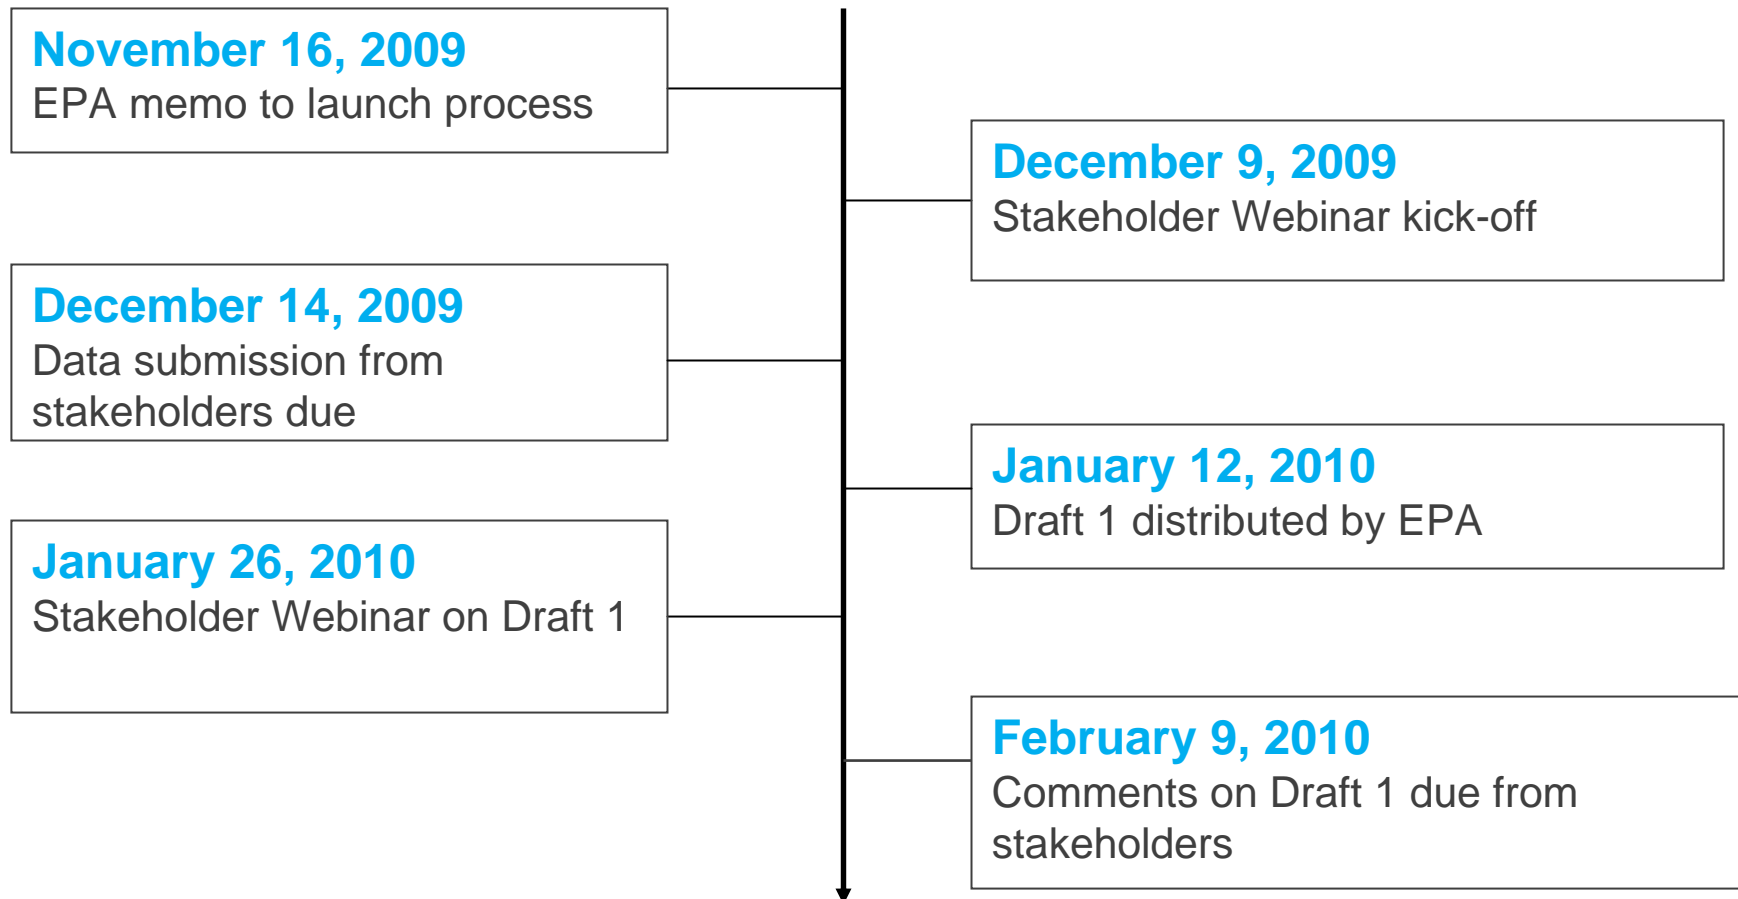 November 16, 2009
EPA memo to launch process
December 9, 2009
Stakeholder Webinar kick-off
December 14, 2009
Data submission from
stakeholders due
January 12, 2010
Draft 1 distributed by EPA
January 26, 2010
Stakeholder Webinar on Draft 1
February 9, 2010
Comments on Draft 1 due from
stakeholders